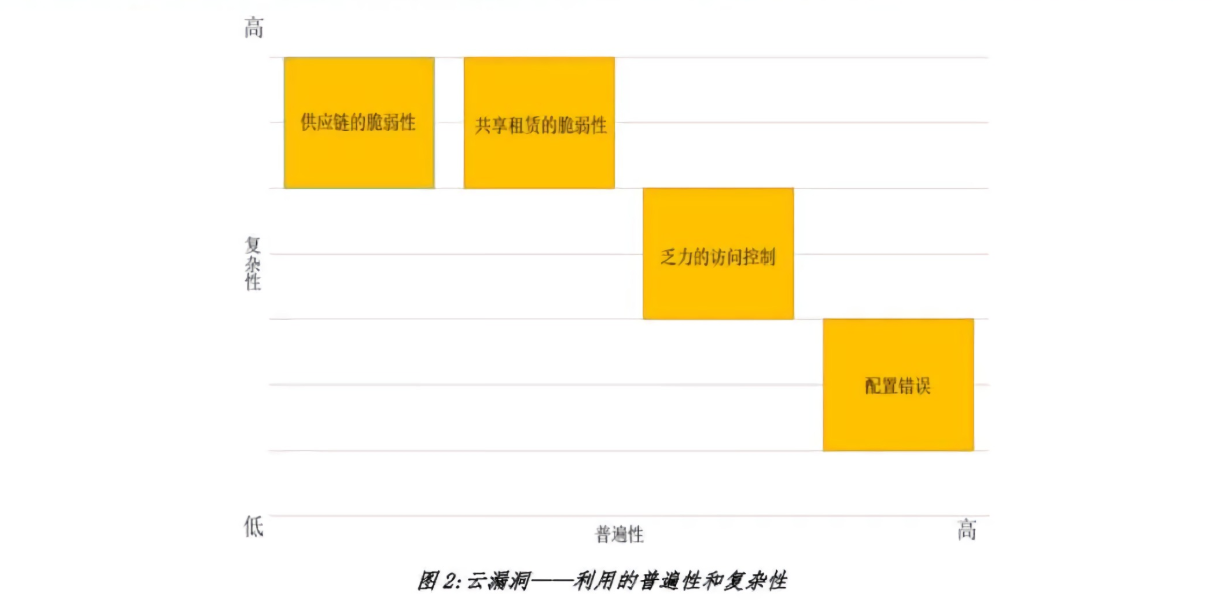 高
供应链的脆弱性
共享租赁的脆弱性
复杂性
乏力的访问控制
配置错误
低
普遍性
高
图 2: 云漏洞——利用的普遍性和复杂性